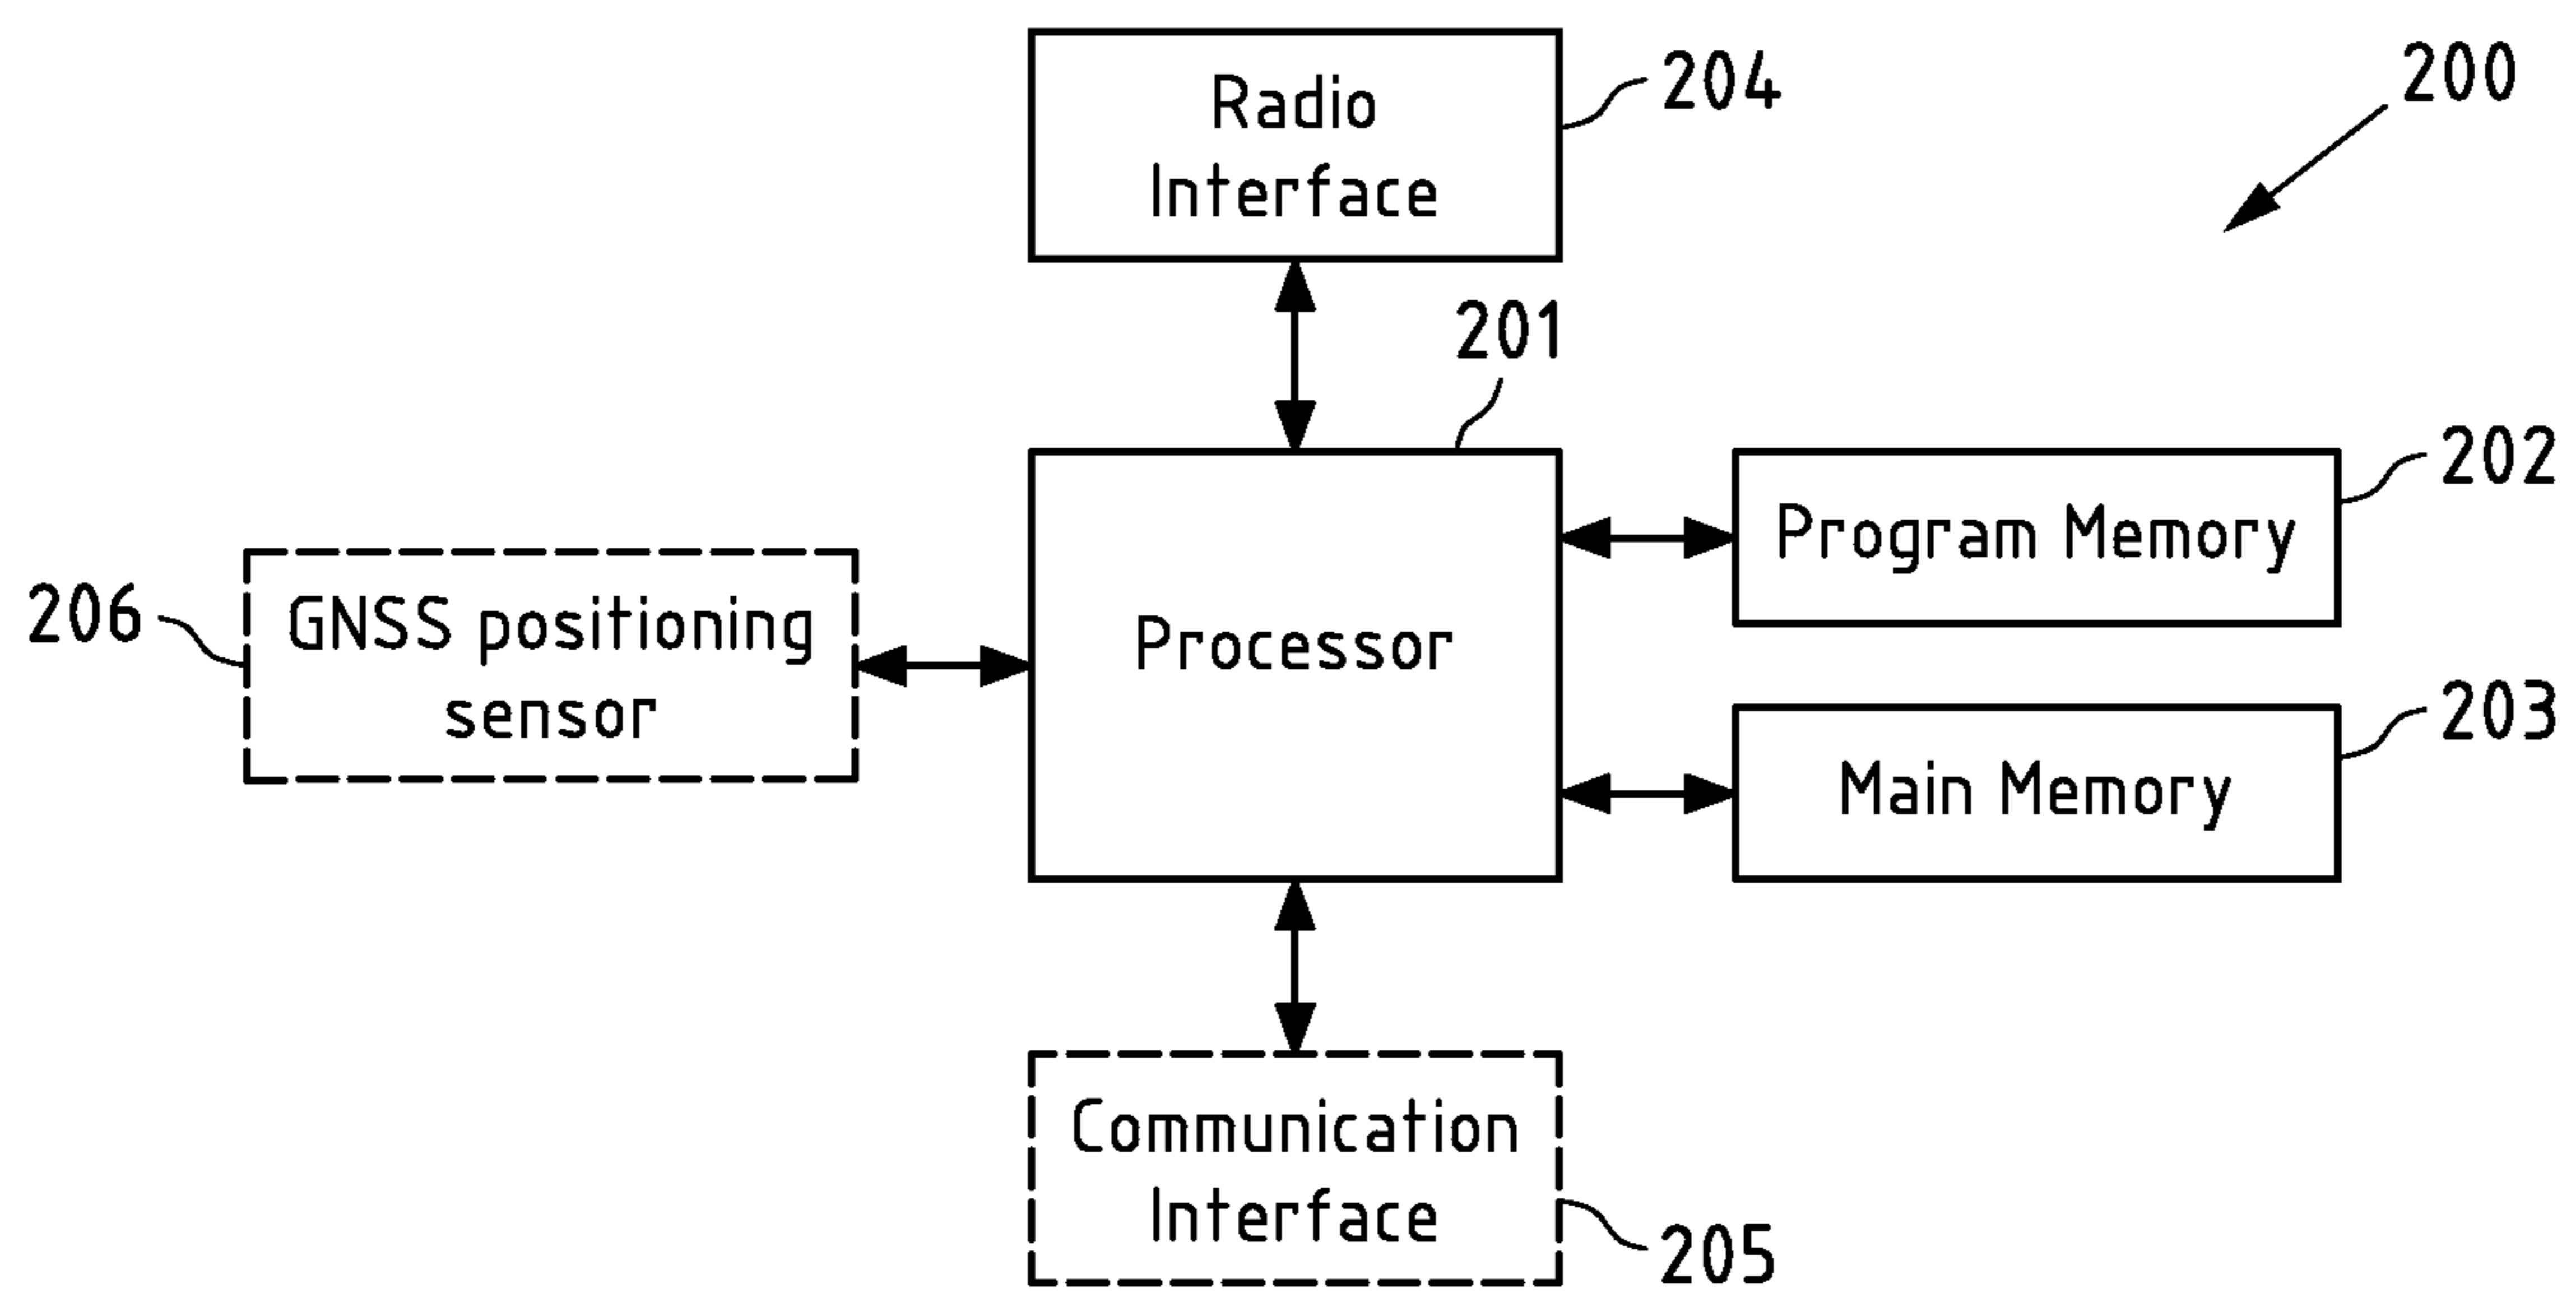 200
Radio
Interface
204
201
Processor
Program Memory
202
Main Memory
203
206
GNSS positioning
sensor
Communication
Interface
205